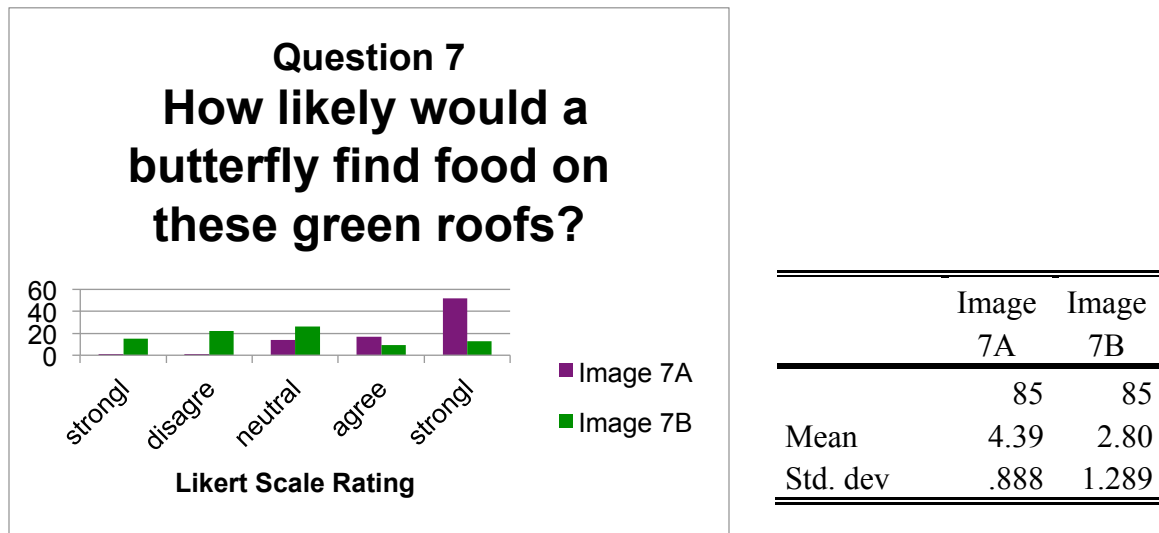 Question 7
How likely would a
butterfly find food on
these green roofs?
60
40
20
0
strongl
disagre
neutral
agree
strongl
Likert Scale Rating
Image 7A
Image 7B
Image Image
7A 7B
85 85
Mean 4.39 2.80
Std. dev .888 1.289